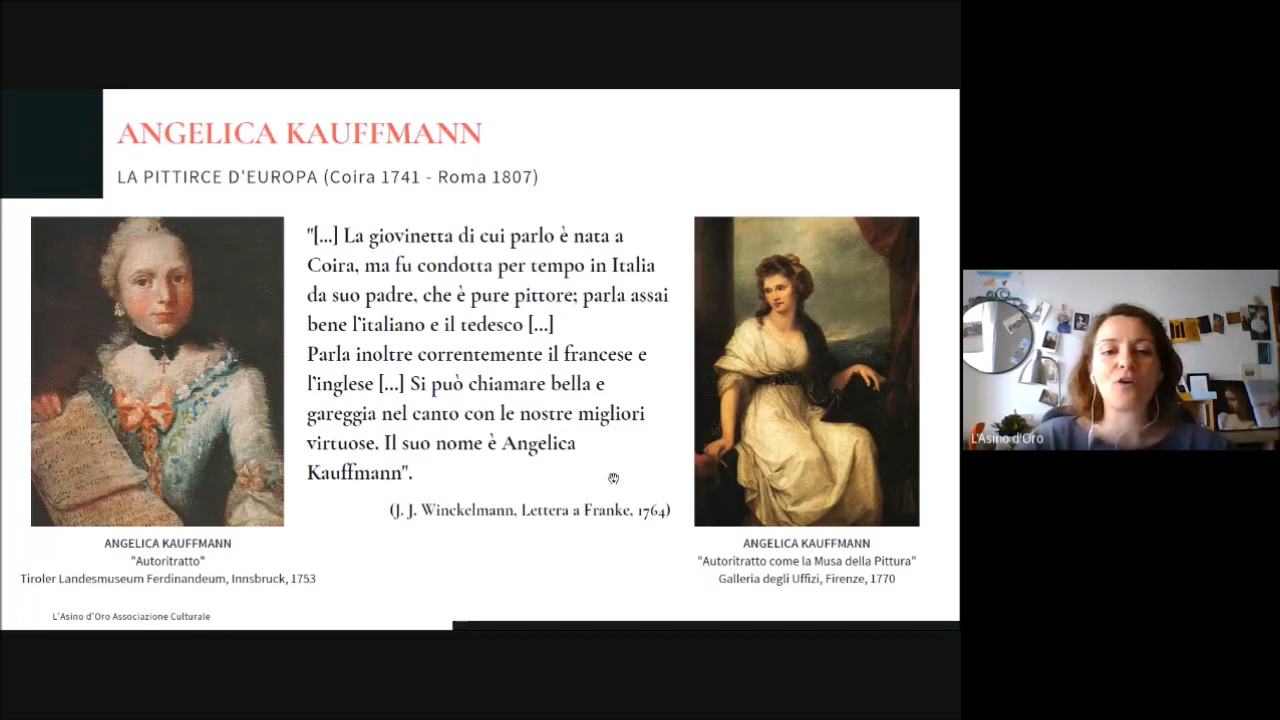 ANGELICA KAUFFMANN
LA PITTIRCE D'EUROPA (Coira 1741 - Roma 1807)
"[...] La giovinetta di cui parlo è nata a
Coira, ma fu condotta per tempo in Italia
da suo padre, che è pure pittore; parla assai
bene l'italiano e il tedesco [...]
Parla inoltre correntemente il francese e
l'inglese [...] Si può chiamare bella e
gareggia nel canto con le nostre migliori
virtuose. Il suo nome è Angelica
Kauffmann".
(J. J. Winckelmann, Lettera a Franke, 1764)
ANGELICA KAUFFMANN
"Autoritratto"
Tiroler Landesmuseum Ferdinandeum, Innsbruck, 1753
ANGELICA KAUFFMANN
"Autoritratto come la Musa della Pittura"
Galleria degli Uffizi, Firenze, 1770
L'Asino d'Oro Associazione Culturale
L'Asino d'Oro